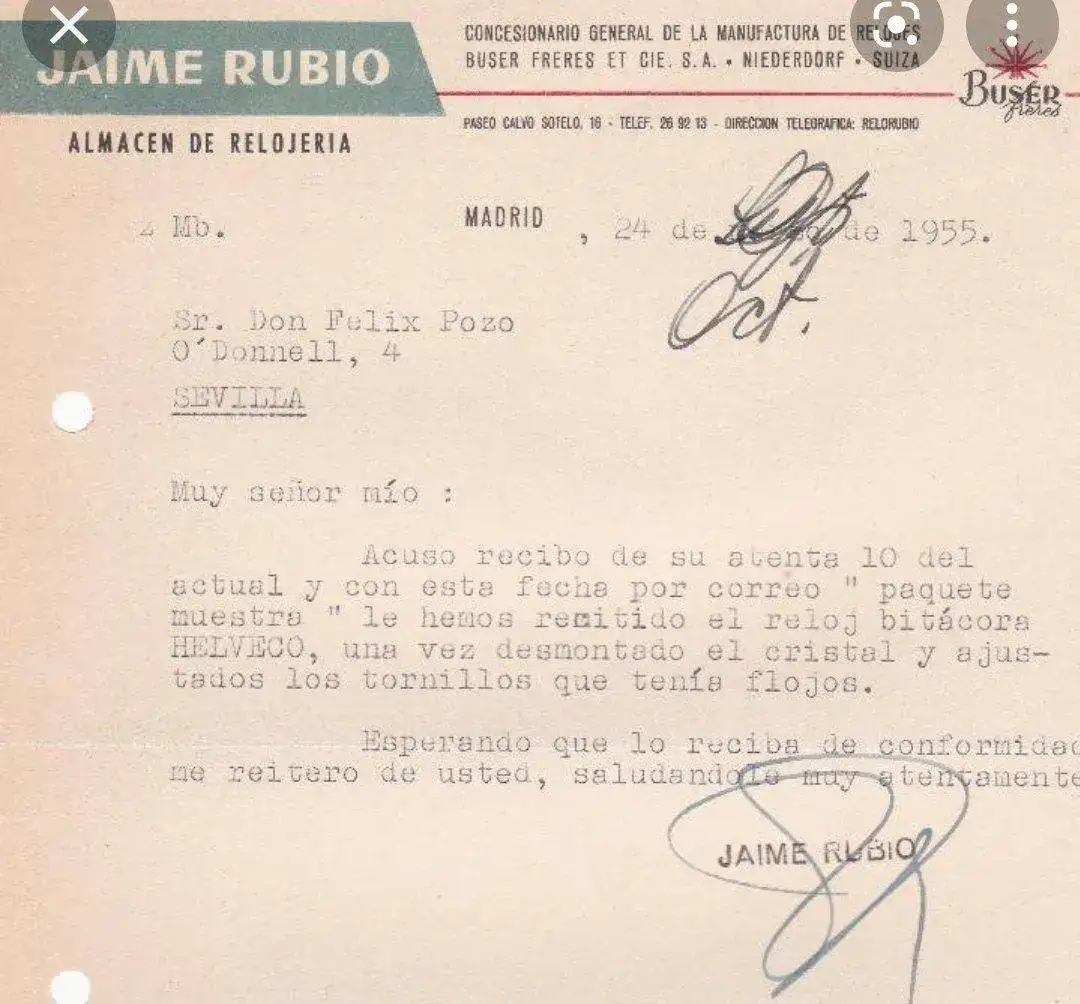 JAIME RUBIO
ALMACEN DE RELOJERIA
CONCESIONARIO GENERAL DE LA MANUFACTURA DE RELOJES
BUSER FRERES ET CIE. S.A. • NIEDERDORF • SUIZA
BUSER
frères
PASEO CALVO SOTELO, 16 - TELEF. 26 92 13 - DIRECCION TELEGRAFICA: RELORUBIO
Mb.
MADRID, 24 de de 1955.
Oct.
Sr. Don Felix Pozo
O'Donnell, 4
SEVILLA
Muy señor mío :
Acuso recibo de su atenta 10 del
actual y con esta fecha por correo " paquete
muestra " le hemos remitido el reloj bitácora
HELVECO, una vez desmontado el cristal y ajus-
tados los tornillos que tenía flojos.
Esperando que lo reciba de conformidad
me reitero de usted, saludandole muy atentamente
JAIME RUBIO